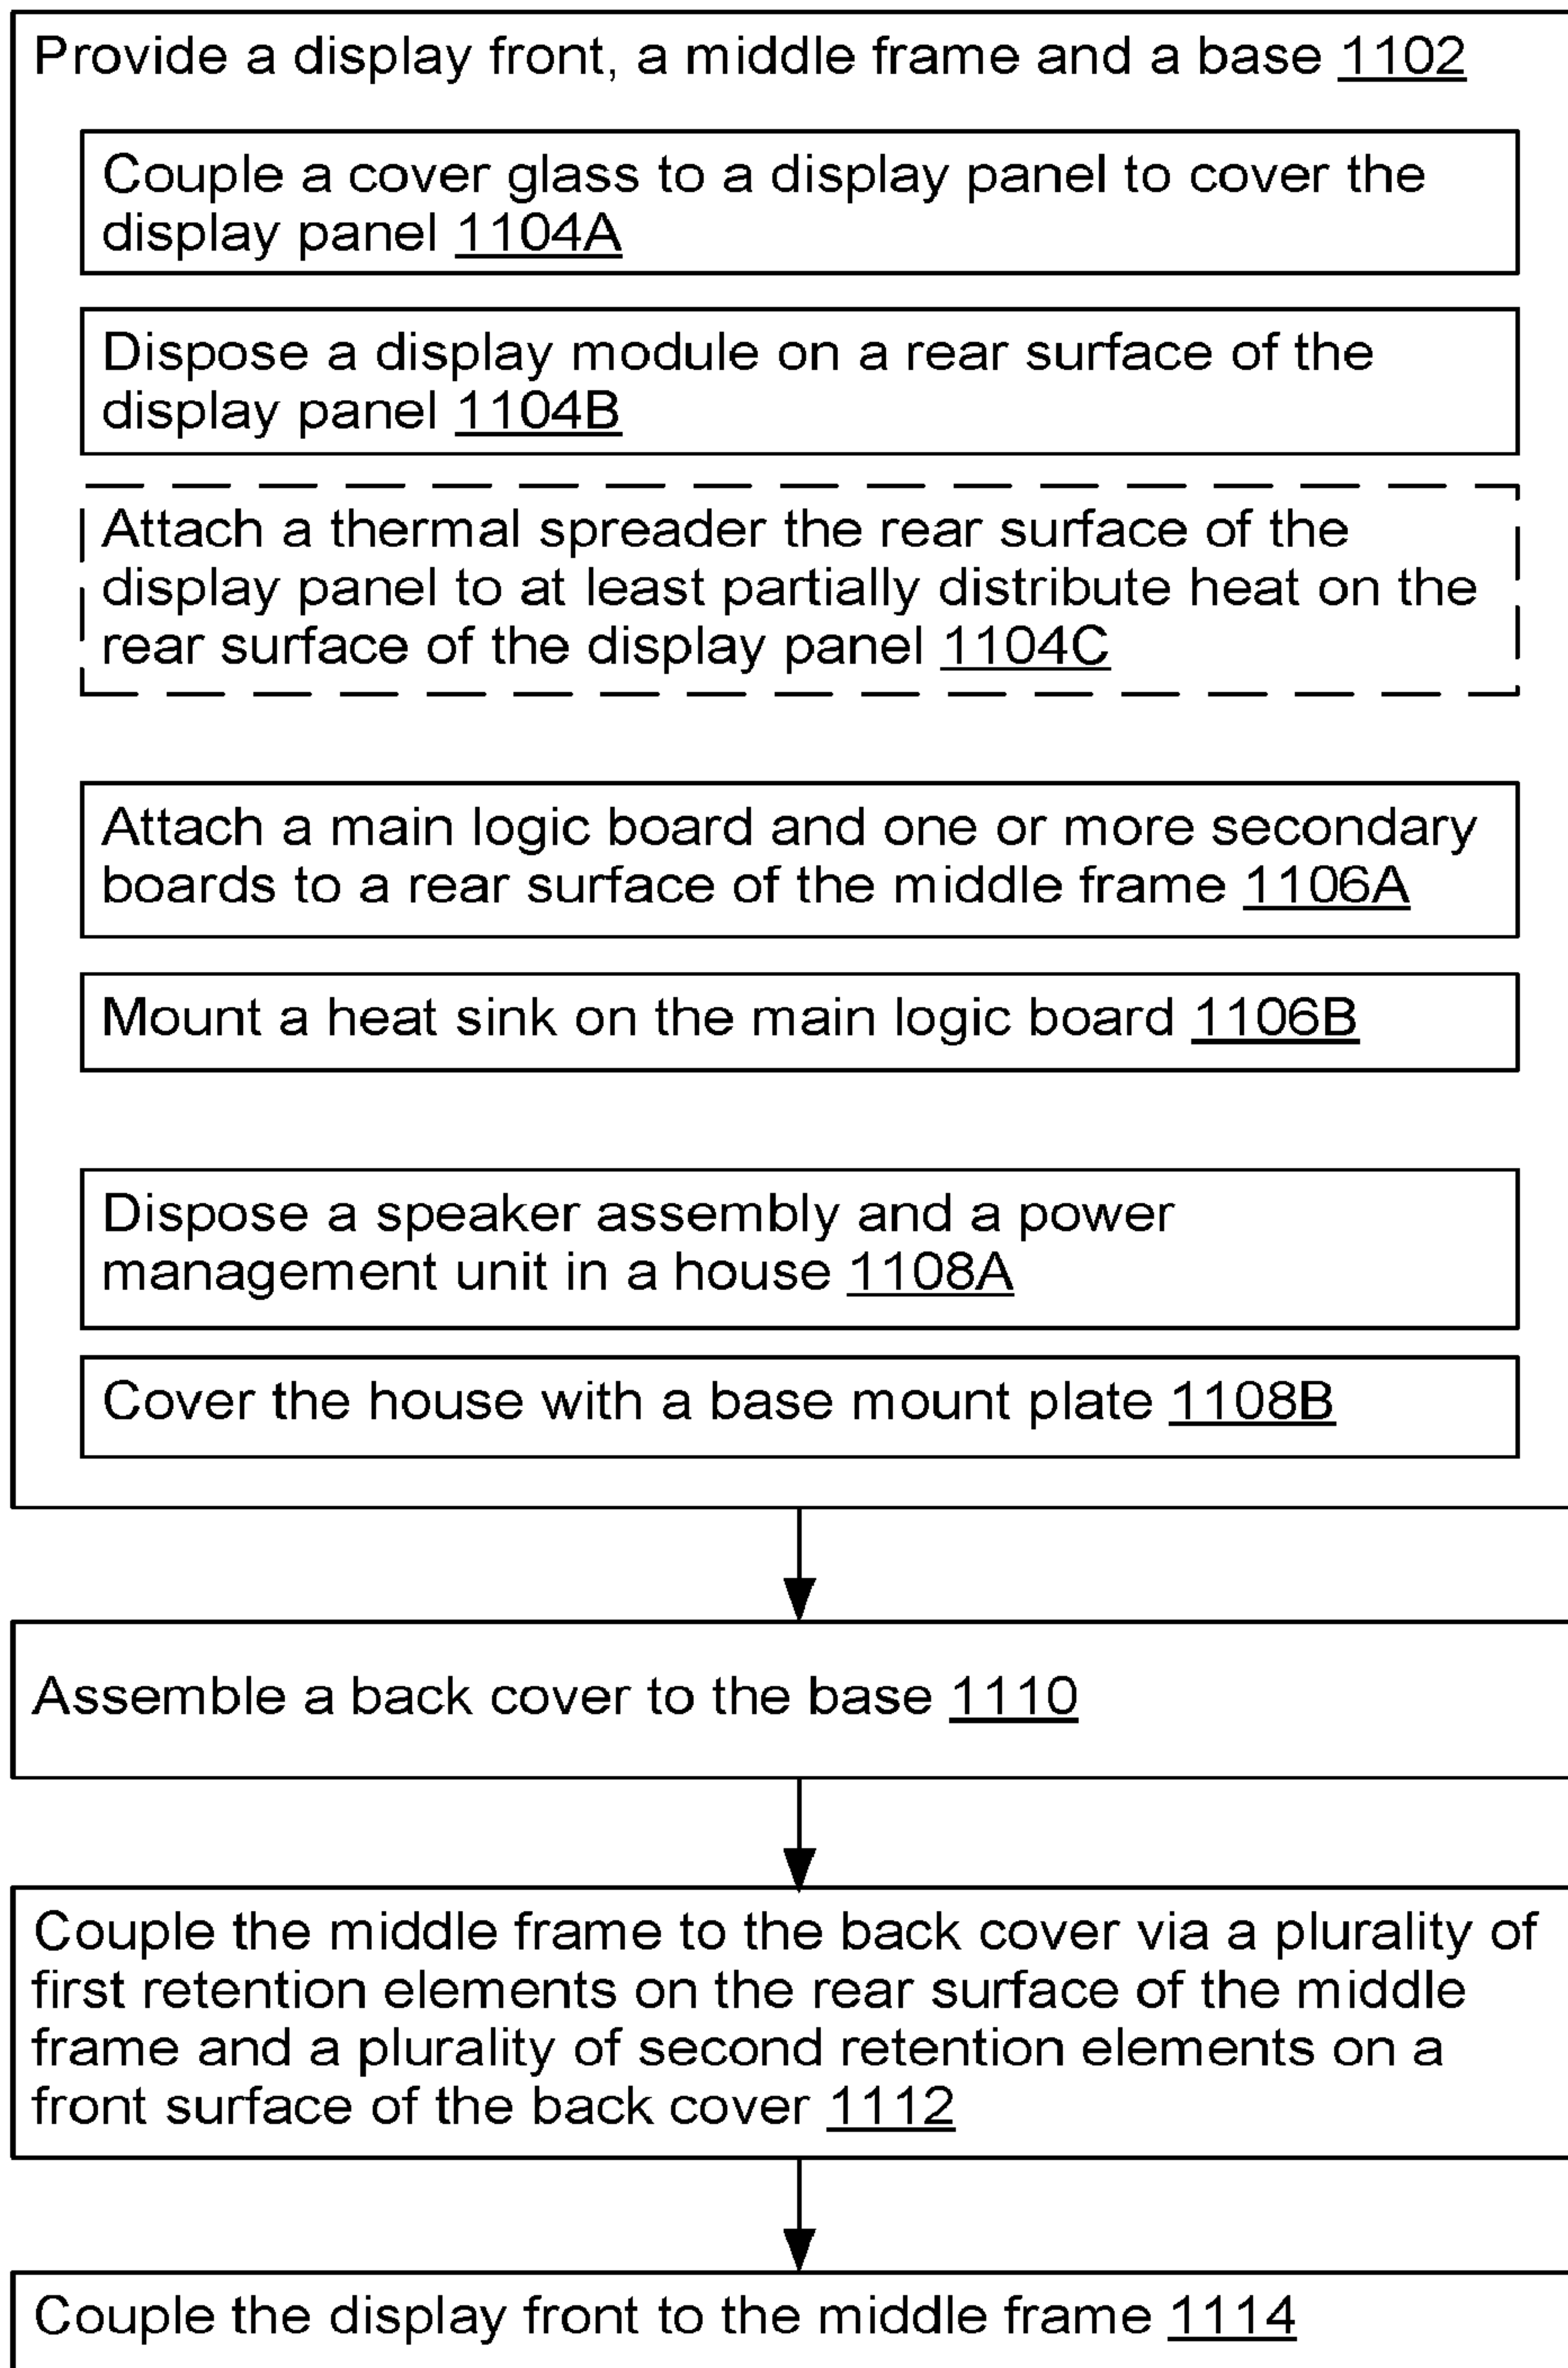 Provide a display front, a middle frame and a base 1102
Couple a cover glass to a display panel to cover the
display panel 1104A
Dispose a display module on a rear surface of the
display panel 1104B
Attach a thermal spreader the rear surface of the
display panel to at least partially distribute heat on the
rear surface of the display panel 1104C
Attach a main logic board and one or more secondary
boards to a rear surface of the middle frame 1106A
Mount a heat sink on the main logic board 1106B
Dispose a speaker assembly and a power
management unit in a house 1108A
Cover the house with a base mount plate 1108B
Assemble a back cover to the base 1110
Couple the middle frame to the back cover via a plurality of
first retention elements on the rear surface of the middle
frame and a plurality of second retention elements on a
front surface of the back cover 1112
Couple the display front to the middle frame 1114